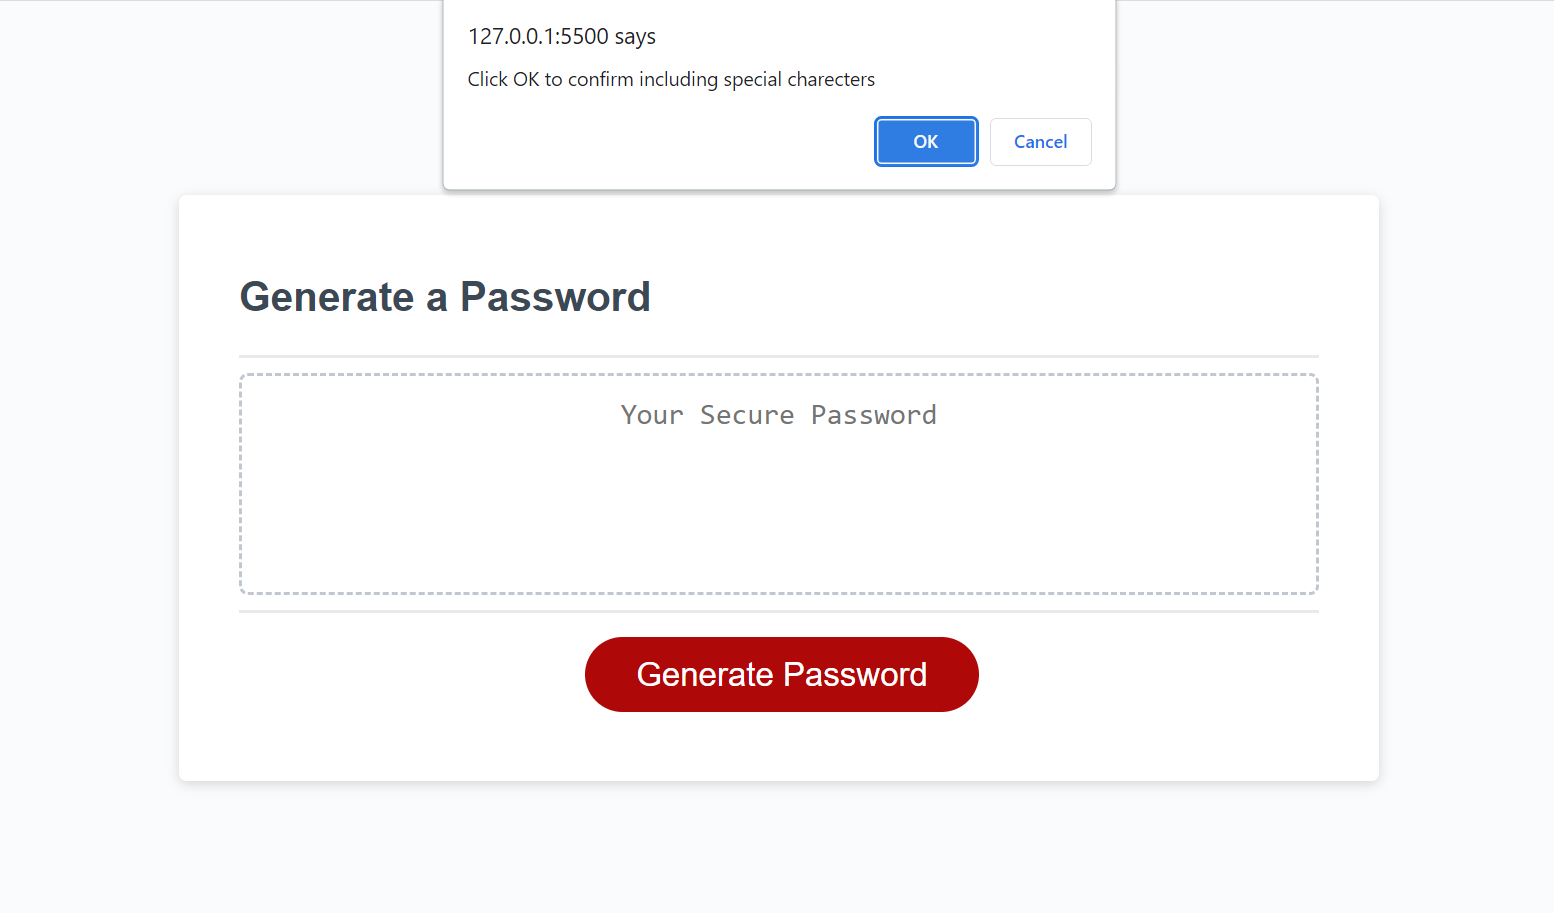 127.0.0.1:5500 says
Click OK to confirm including special charecters
OK
Cancel
Generate a Password
Your Secure Password
Generate Password